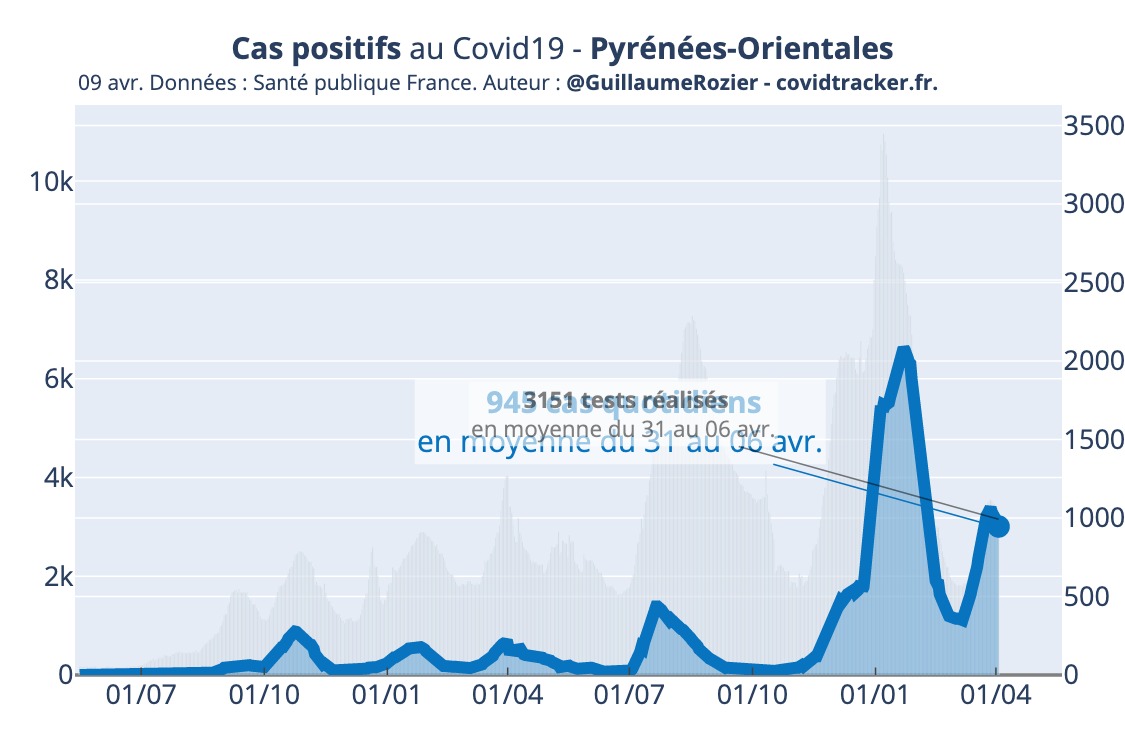 Cas positifs au Covid19 - Pyrénées-Orientales
09 avr. Données : Santé publique France. Auteur : @GuillaumeRozier - covidtracker.fr.
3500
10k
3000
8k
2500
6k
2000
945 cas quotidiens
3151 tests réalisés
en moyenne du 31 au 06 avr.
en moyenne du 31 au 06 avr.
1500
4k
1000
2k
500
0
0
01/07 01/10 01/01 01/04 01/07 01/10 01/01 01/04